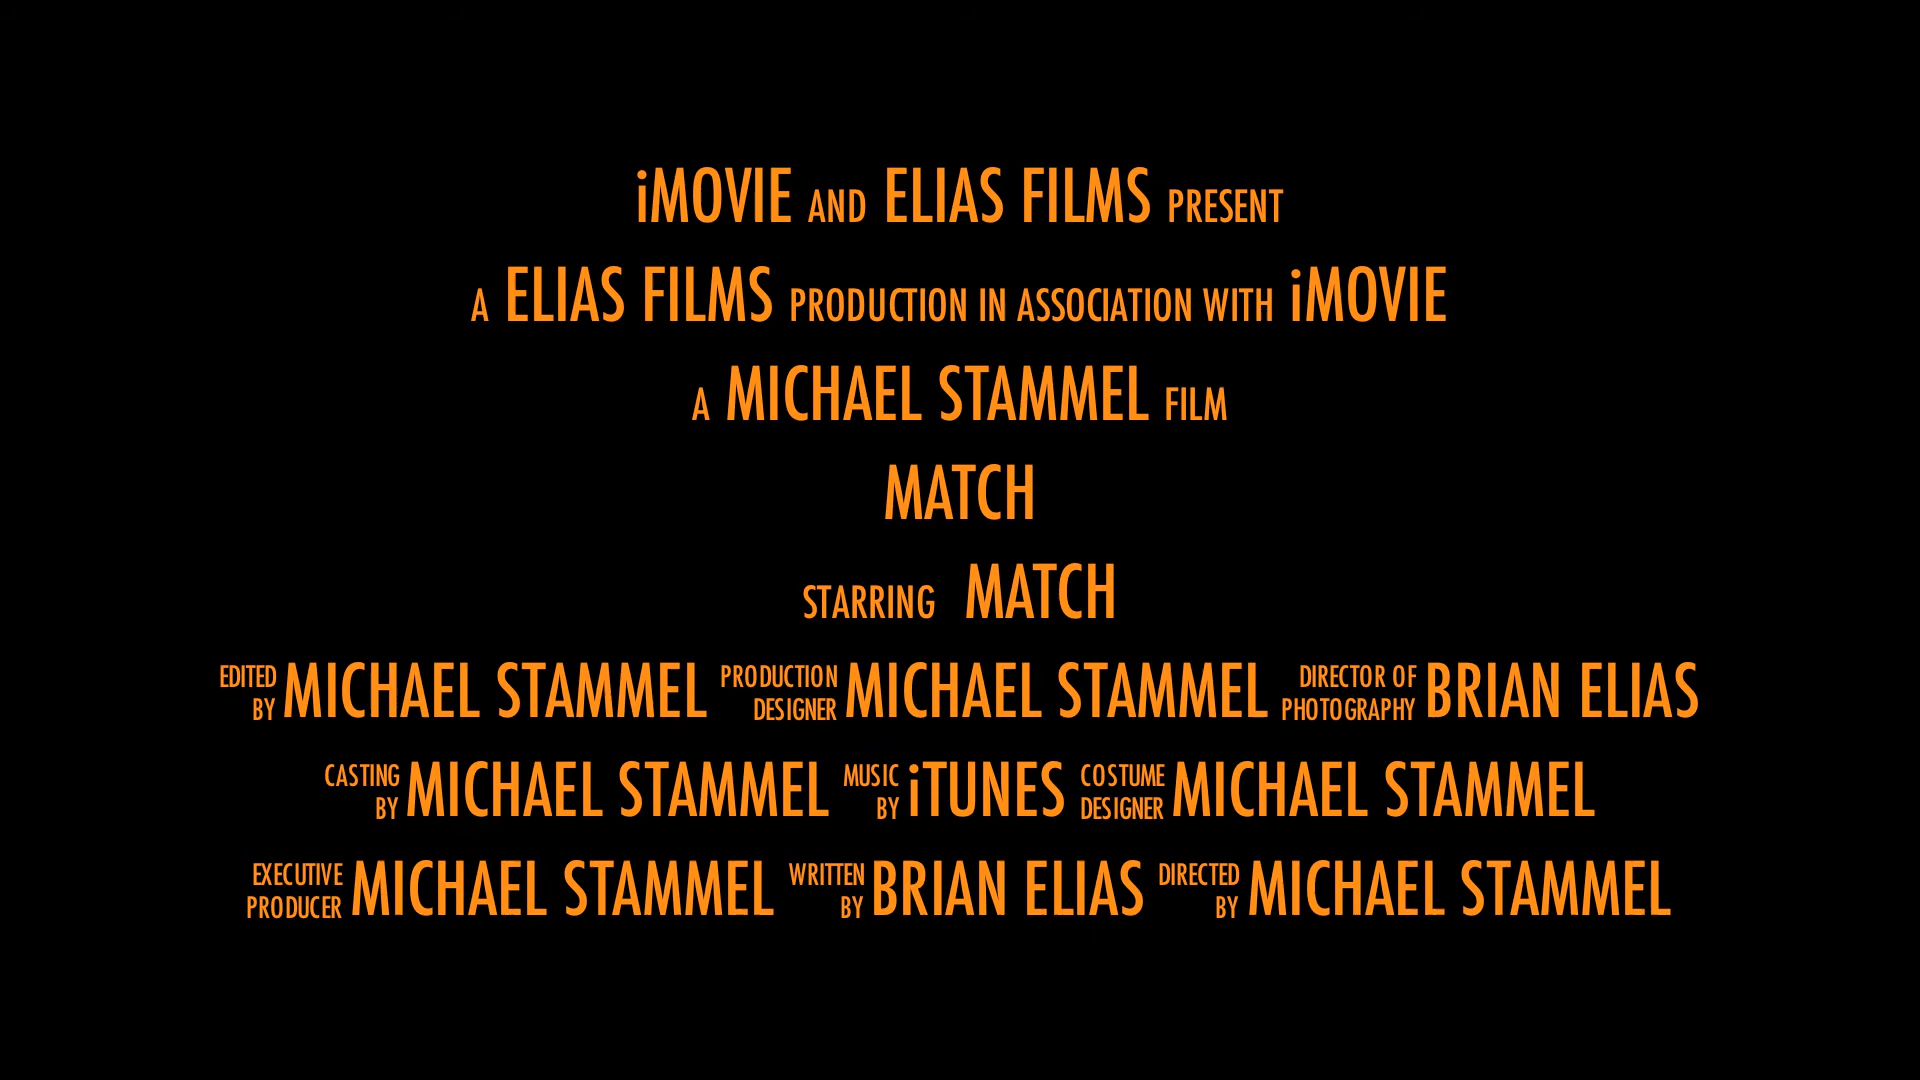 iMOVIE AND ELIAS FILMS PRESENT
A ELIAS FILMS PRODUCTION IN ASSOCIATION WITH iMOVIE
A MICHAEL STAMMEL FILM
MATCH
STARRING MATCH
EDITED BY MICHAEL STAMMEL PRODUCTION DESIGNER MICHAEL STAMMEL DIRECTOR OF PHOTOGRAPHY BRIAN ELIAS
CASTING BY MICHAEL STAMMEL MUSIC BY iTUNES COSTUME DESIGNER MICHAEL STAMMEL
EXECUTIVE PRODUCER MICHAEL STAMMEL WRITTEN BY BRIAN ELIAS DIRECTED BY MICHAEL STAMMEL